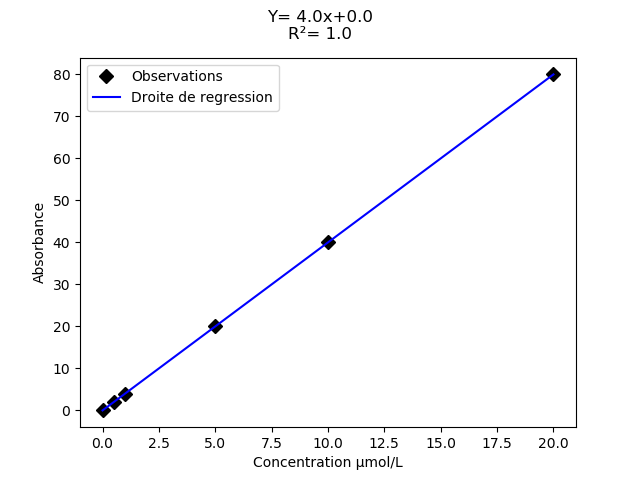 Y= 4.0x+0.0
R²= 1.0
Observations
Droite de regression
80
70
60
50
40
30
20
10
0
Absorbance
0.0 2.5 5.0 7.5 10.0 12.5 15.0 17.5 20.0
Concentration µmol/L